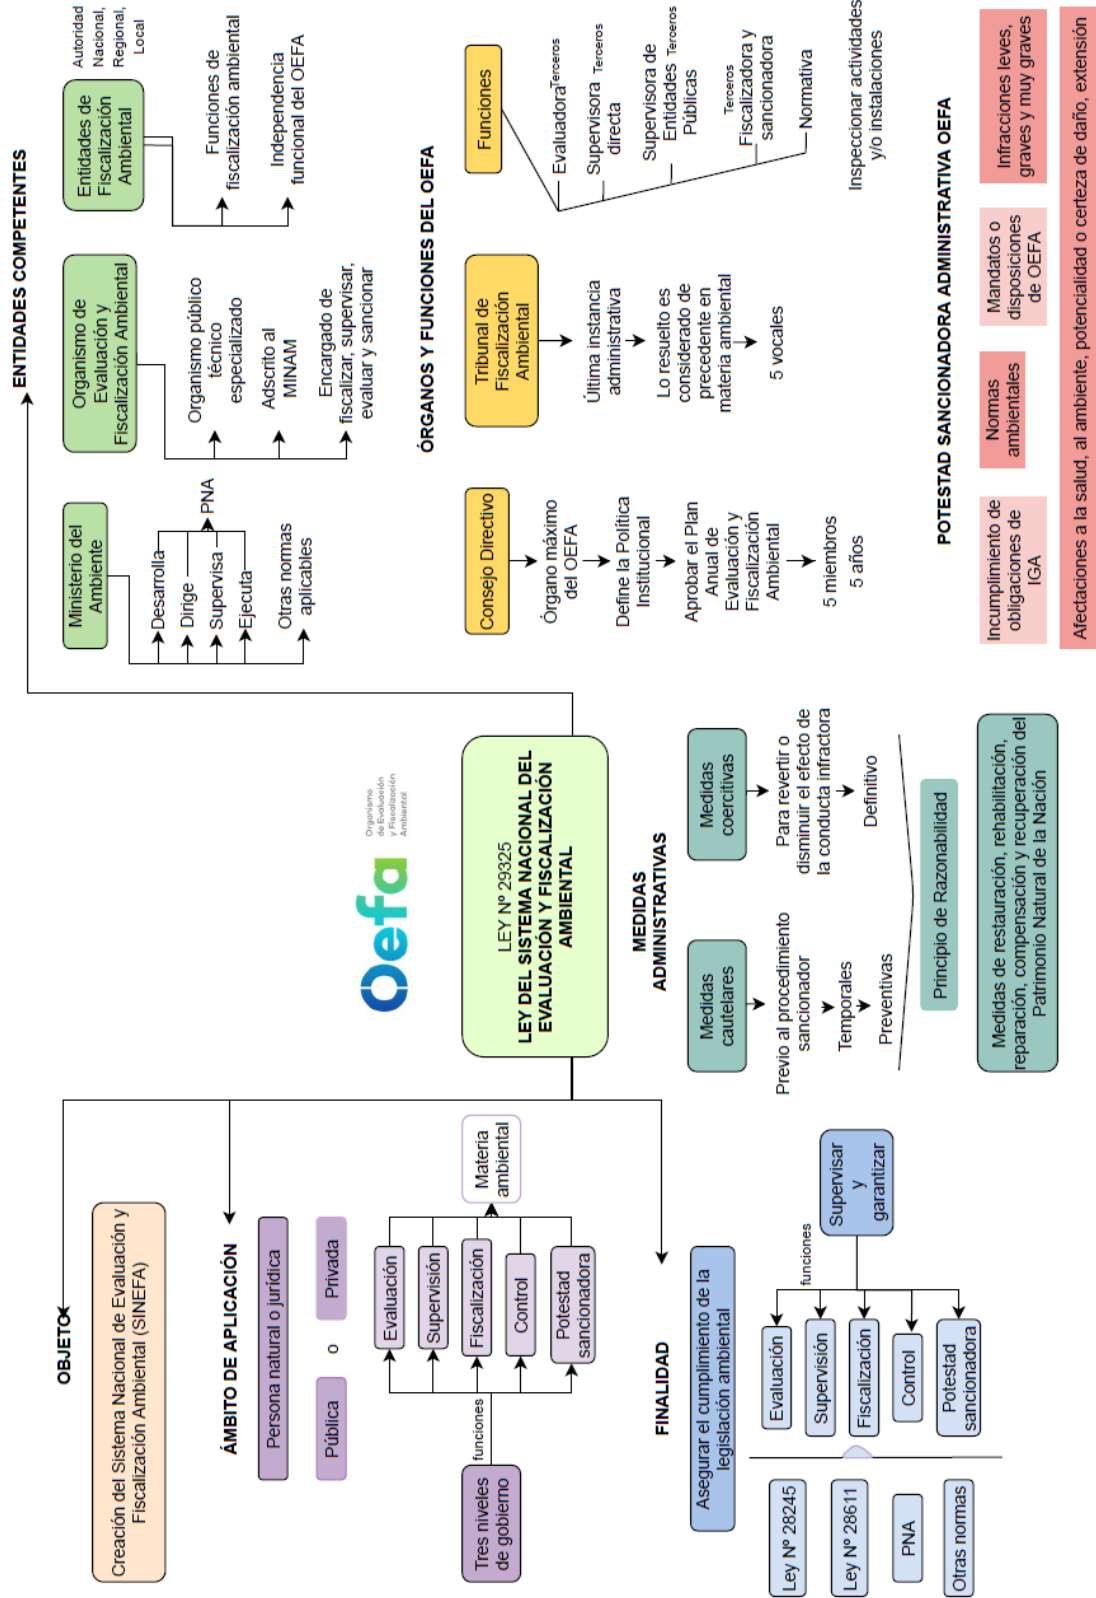 OBJETO
Creación del Sistema Nacional de Evaluación y
Fiscalización Ambiental (SINEFA)
ÁMBITO DE APLICACIÓN
Persona natural o jurídica
Pública
o
Privada
Tres niveles
de gobierno
funciones
Evaluación
Supervisión
Fiscalización
Control
Potestad
sancionadora
Materia
ambiental
FINALIDAD
Asegurar el cumplimiento de la
legislación ambiental
Ley Nº 28245
Ley Nº 28611
PNA
Otras normas
Evaluación
Supervisión
Fiscalización
Control
Potestad
sancionadora
funciones
Supervisar
y
garantizar
Oefa
Organismo
de Evaluación
y Fiscalización
Ambiental
LEY Nº 29325
LEY DEL SISTEMA NACIONAL DEL
EVALUACIÓN Y FISCALIZACIÓN
AMBIENTAL
MEDIDAS
ADMINISTRATIVAS
Medidas
cautelares
Previo al procedimiento
sancionador
Temporales
Preventivas
Medidas
coercitivas
Para revertir o
disminuir el efecto de
la conducta infractora
Definitivo
Principio de Razonabilidad
Medidas de restauración, rehabilitación,
reparación, compensación y recuperación del
Patrimonio Natural de la Nación
ENTIDADES COMPETENTES
Ministerio del
Ambiente
Desarrolla
Dirige
Supervisa
Ejecuta
PNA
Otras normas
aplicables
Organismo de
Evaluación y
Fiscalización Ambiental
Organismo público
técnico
especializado
Adscrito al
MINAM
Encargado de
fiscalizar, supervisar,
evaluar y sancionar
Entidades de
Fiscalización
Ambiental
Autoridad
Nacional,
Regional,
Local
Funciones de
fiscalización ambiental
Independencia
funcional del OEFA
ÓRGANOS Y FUNCIONES DEL OEFA
Consejo Directivo
Órgano máximo
del OEFA
Define la Política
Institucional
Aprobar el Plan
Anual de
Evaluación y
Fiscalización
Ambiental
5 miembros
5 años
Tribunal de
Fiscalización
Ambiental
Última instancia
administrativa
Lo resuelto es
considerado de
precedente en
materia ambiental
5 vocales
Funciones
Evaluadora Terceros
Supervisora Terceros
directa
Supervisora de
Entidades Terceros
Públicas
Terceros
Fiscalizadora y
sancionadora
Normativa
Inspeccionar actividades
y/o instalaciones
POTESTAD SANCIONADORA ADMINISTRATIVA OEFA
Incumplimiento de
obligaciones de
IGA
Normas
ambientales
Mandatos o
disposiciones
de OEFA
Infracciones leves,
graves y muy graves
Afectaciones a la salud, al ambiente, potencialidad o certeza de daño, extensión